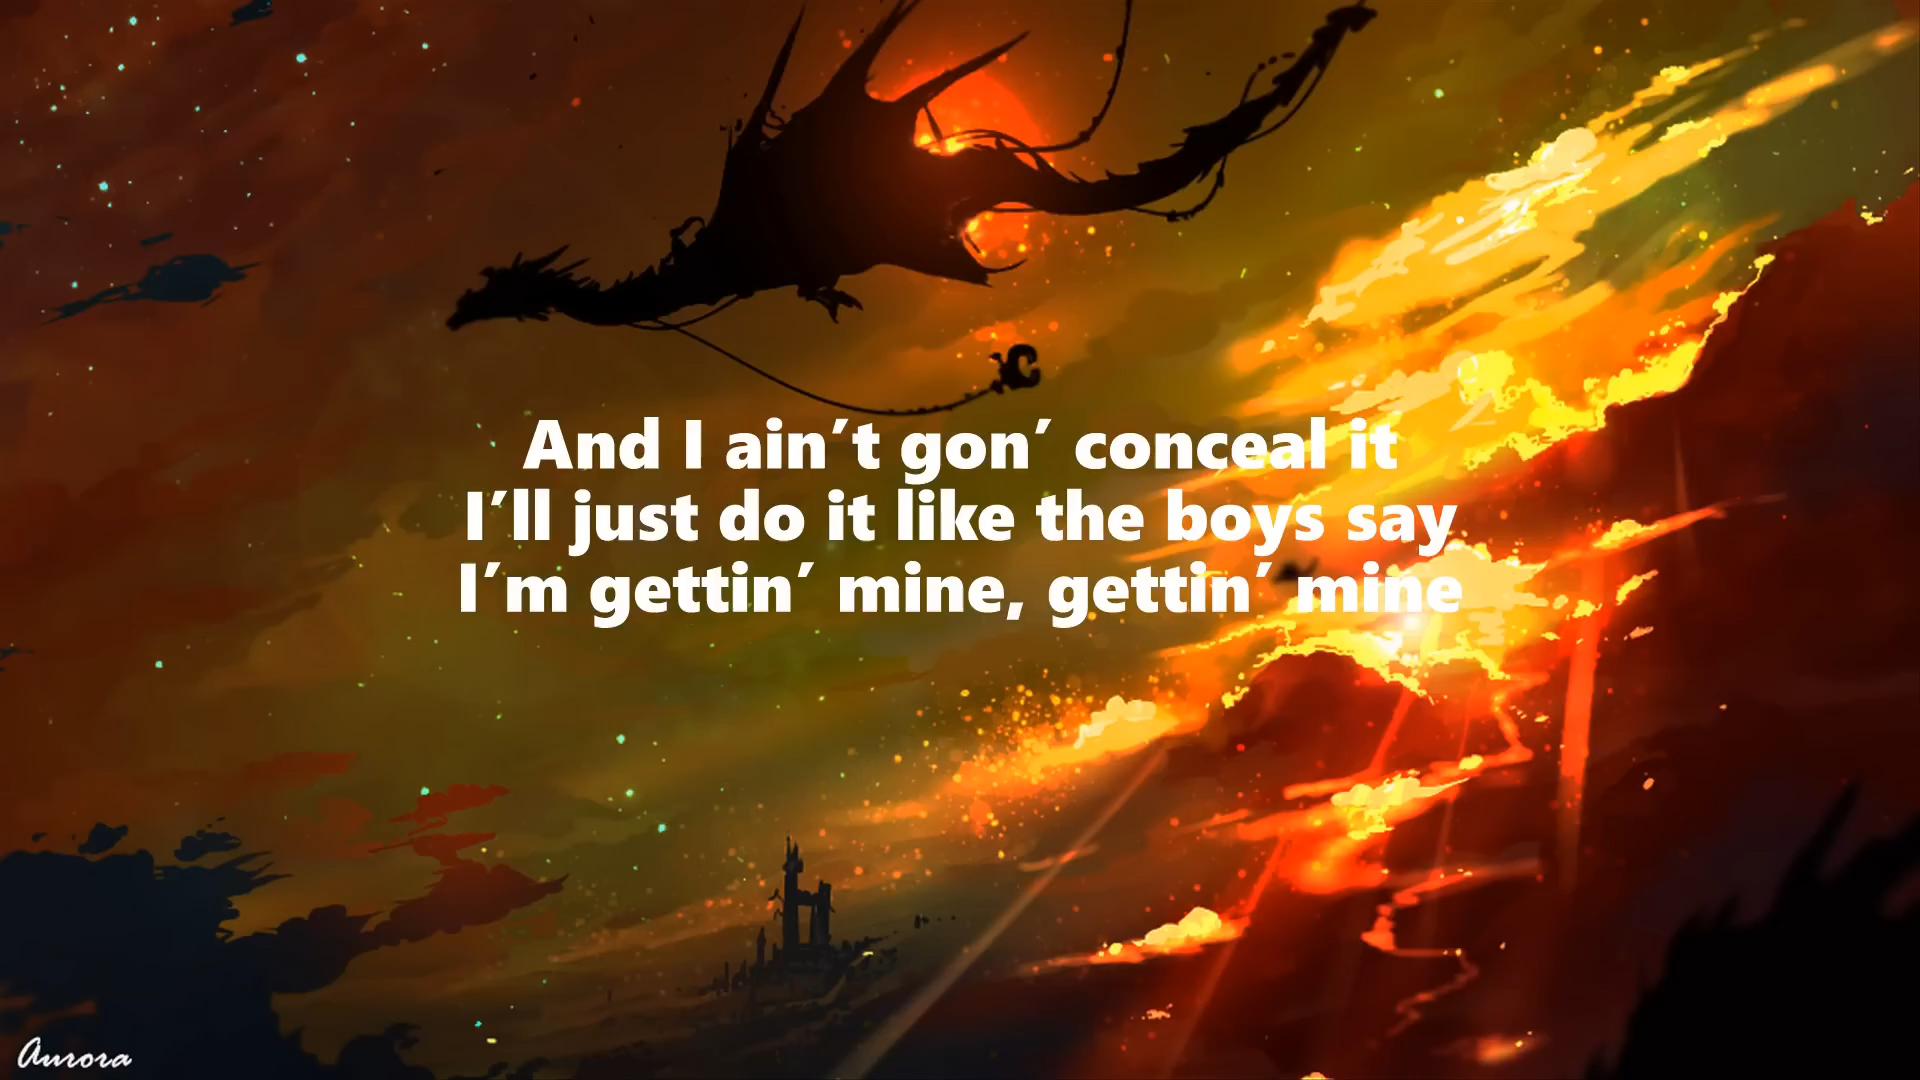 And I ain’t gon’ conceal it
I’ll just do it like the boys say
I’m gettin’ mine, gettin’ mine
Aurora